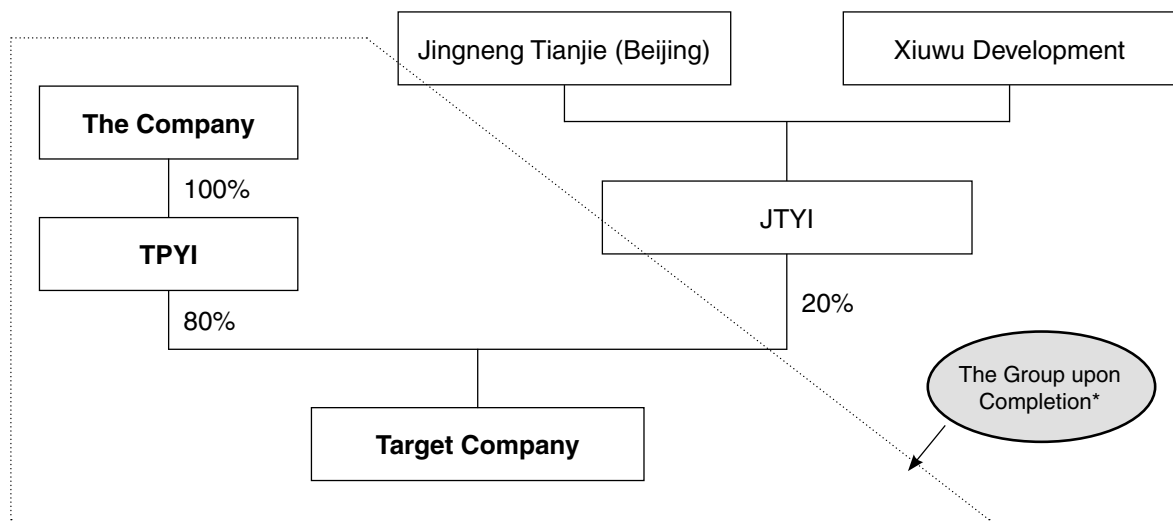 Jingneng Tianjie (Beijing)
Xiuwu Development
The Company
100%
JTYI
TPYI
80%
20%
The Group upon
Completion*
Target Company